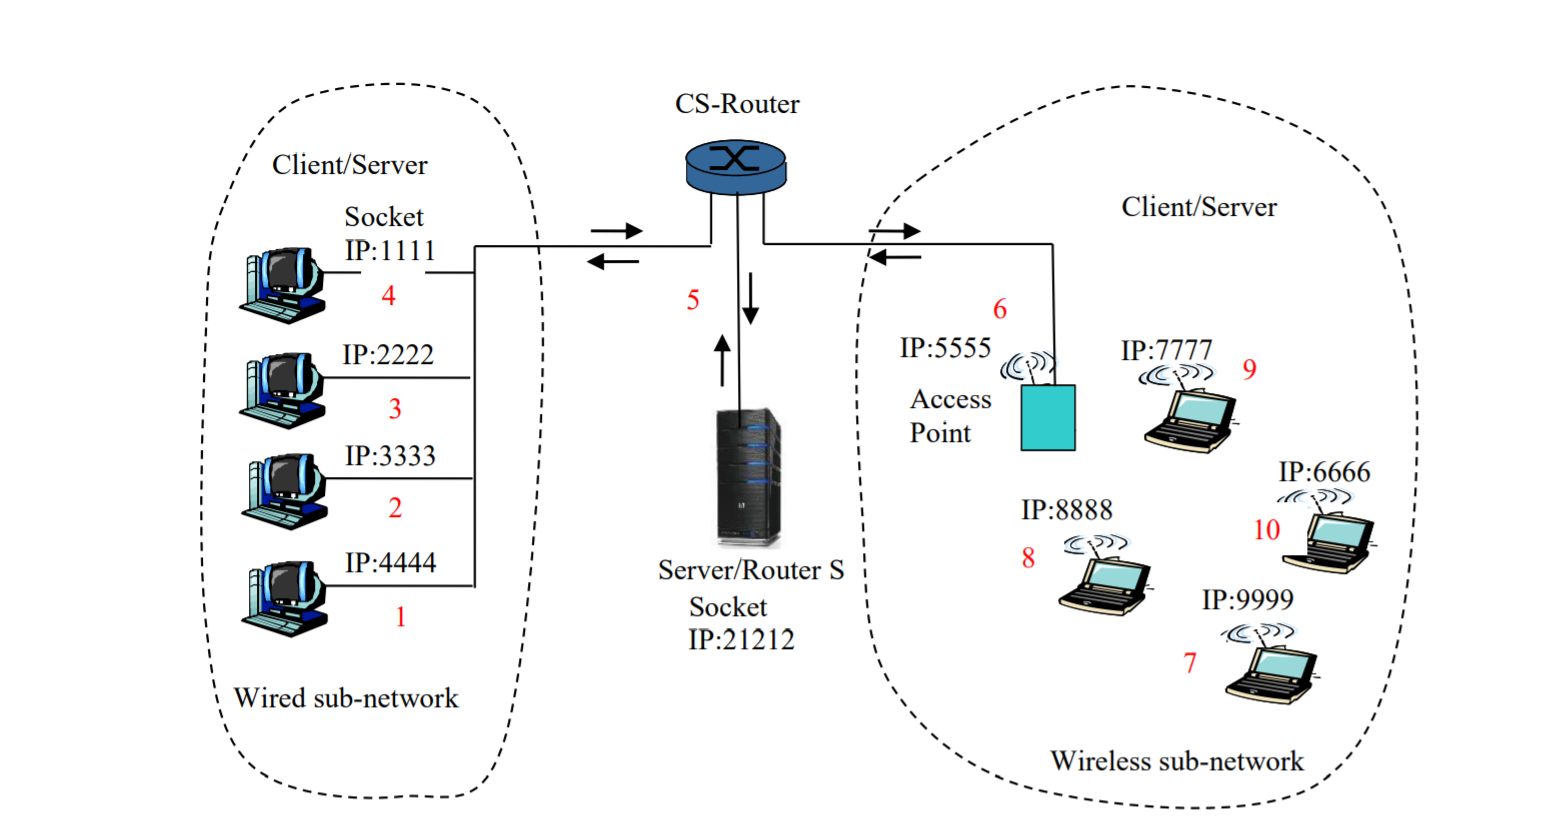 CS-Router
Client/Server
Socket
IP:1111
4
IP:2222
3
IP:3333
2
IP:4444
1
Wired sub-network
5
Server/Router S
Socket
IP:21212
Client/Server
6
IP:5555
Access
Point
IP:7777
9
IP:6666
10
IP:8888
8
IP:9999
7
Wireless sub-network